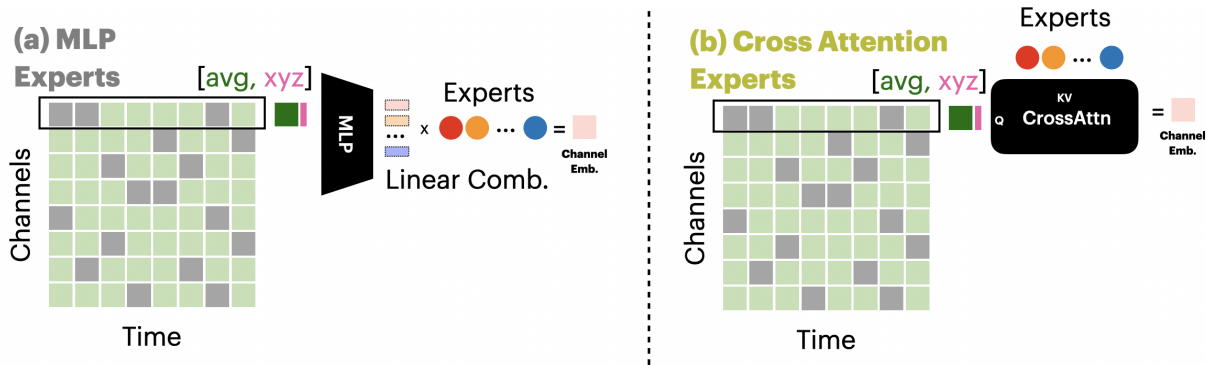 (a) MLP
Experts
[avg, xyz]
Channels
Time
MLP
...
x
Experts
...
=
Linear Comb.
Channel
Emb.
(b) Cross Attention
Experts
[avg, xyz]
Channels
Time
Experts
...
KV
Q CrossAttn
=
Channel
Emb.